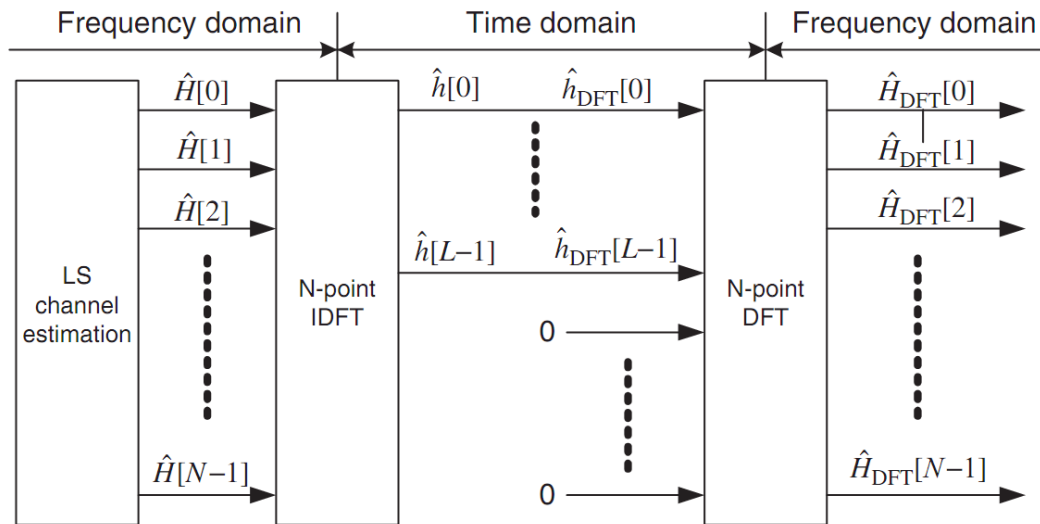 Frequency domain Time domain Frequency domain
Ĥ[0] ĥ[0] ĥ_DFT[0] Ĥ_DFT[0]
Ĥ[1] Ĥ_DFT[1]
Ĥ[2] Ĥ_DFT[2]
ĥ[L−1] ĥ_DFT[L−1]
LS
channel
estimation
N-point
IDFT
N-point
DFT
0
0
Ĥ[N−1] Ĥ_DFT[N−1]